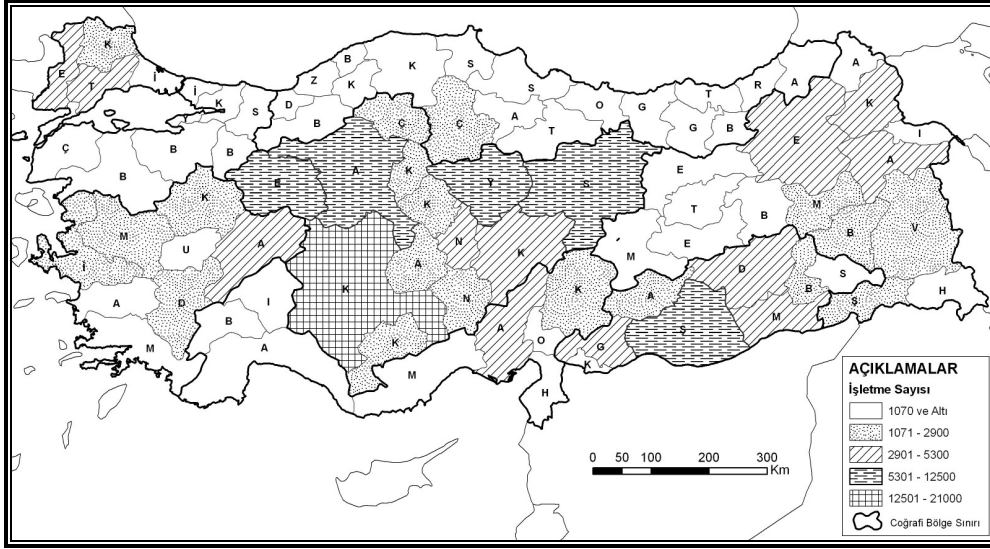 K
E
T
İ
İ
K
S
D
Z
B
K
B
K
S
S
O
G
T
R
A
A
Ç
Ç
A
T
G
B
K
E
I
A
Ç
B
B
B
K
E
A
K
K
Y
S
E
T
B
M
B
V
M
U
A
N
K
M
E
D
B
S
H
İ
A
D
I
B
K
A
N
K
A
Ş
M
Ş
M
A
K
M
A
O
G
K
H
AÇIKLAMALAR
İşletme Sayısı
1070 ve Altı
1071 - 2900
2901 - 5300
5301 - 12500
12501 - 21000
Coğrafi Bölge Sınırı
0 50 100 200 300
Km